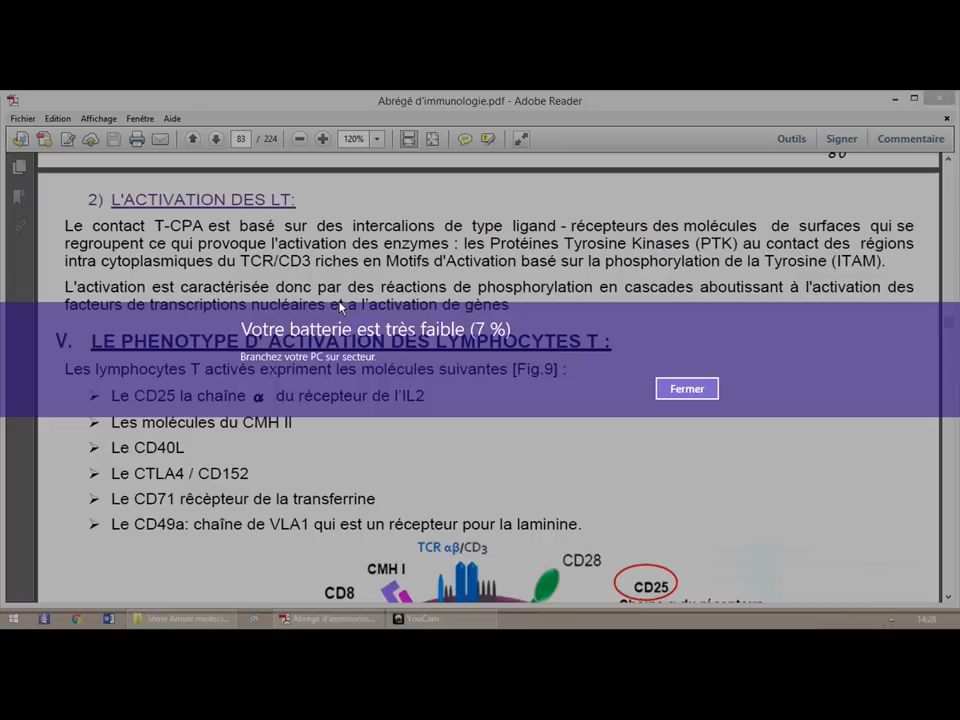 Abrégé d'immunologie.pdf - Adobe Reader
Fichier Edition Affichage Fenêtre Aide
83 / 224 120% Outils Signer Commentaire
80
2) L'ACTIVATION DES LT:
Le contact T-CPA est basé sur des intercalions de type ligand - récepteurs des molécules de surfaces qui se
regroupent ce qui provoque l'activation des enzymes : les Protéines Tyrosine Kinases (PTK) au contact des régions
intra cytoplasmiques du TCR/CD3 riches en Motifs d'Activation basé sur la phosphorylation de la Tyrosine (ITAM).
L'activation est caractérisée donc par des réactions de phosphorylation en cascades aboutissant à l'activation des
facteurs de transcriptions nucléaires et a l'activation de gènes
Votre batterie est très faible (7 %)
V. LE PHENOTYPE D' ACTIVATION DES LYMPHOCYTES T :
Branchez votre PC sur secteur.
Les lymphocytes T activés expriment les molécules suivantes [Fig.9] :
Fermer
➢ Le CD25 la chaîne α du récepteur de l'IL2
➢ Les molécules du CMH II
➢ Le CD40L
➢ Le CTLA4 / CD152
➢ Le CD71 rêcèpteur de la transferrine
➢ Le CD49a: chaîne de VLA1 qui est un récepteur pour la laminine.
TCR αβ/CD3
CD28
CMH I
CD25
CD8
Abrégé d'immunolo... YouCam 14:28